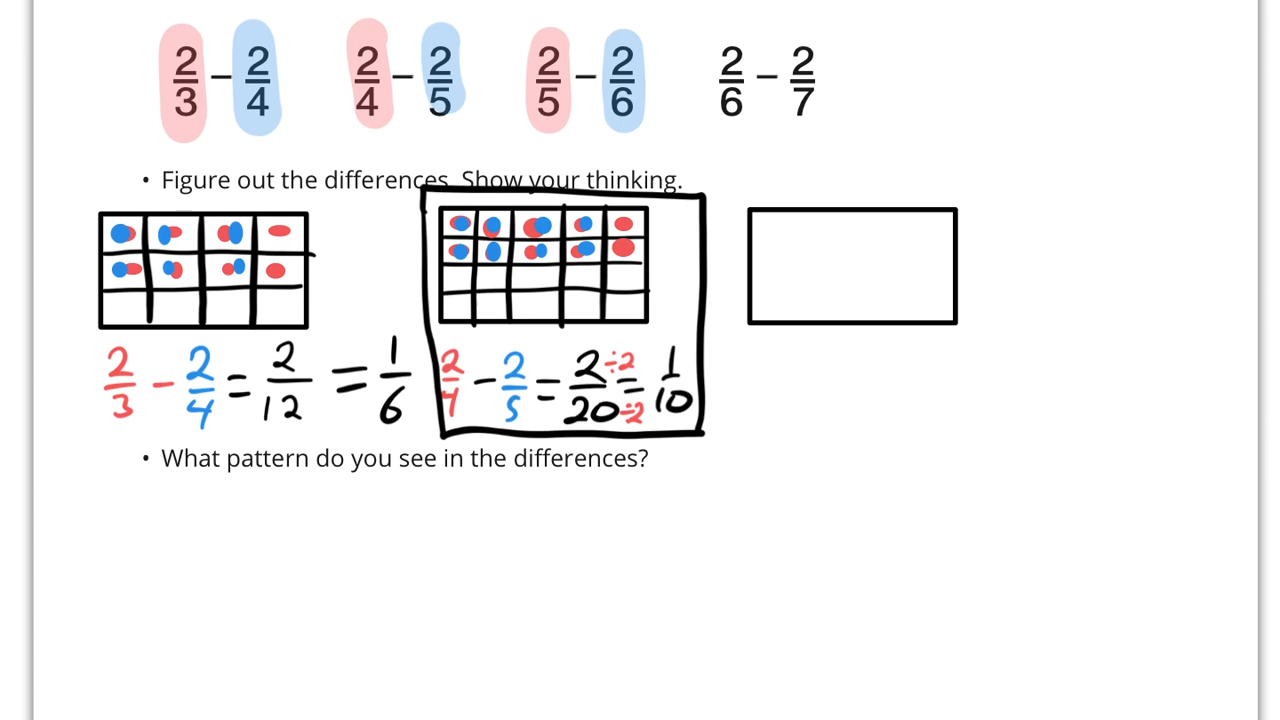 2/3 − 2/4   2/4 − 2/5   2/5 − 2/6   2/6 − 2/7
• Figure out the differences. Show your thinking.
2/3 − 2/4 = 2/12 = 1/6   2/4 − 2/5 = 2÷2/20÷2 = 1/10
• What pattern do you see in the differences?